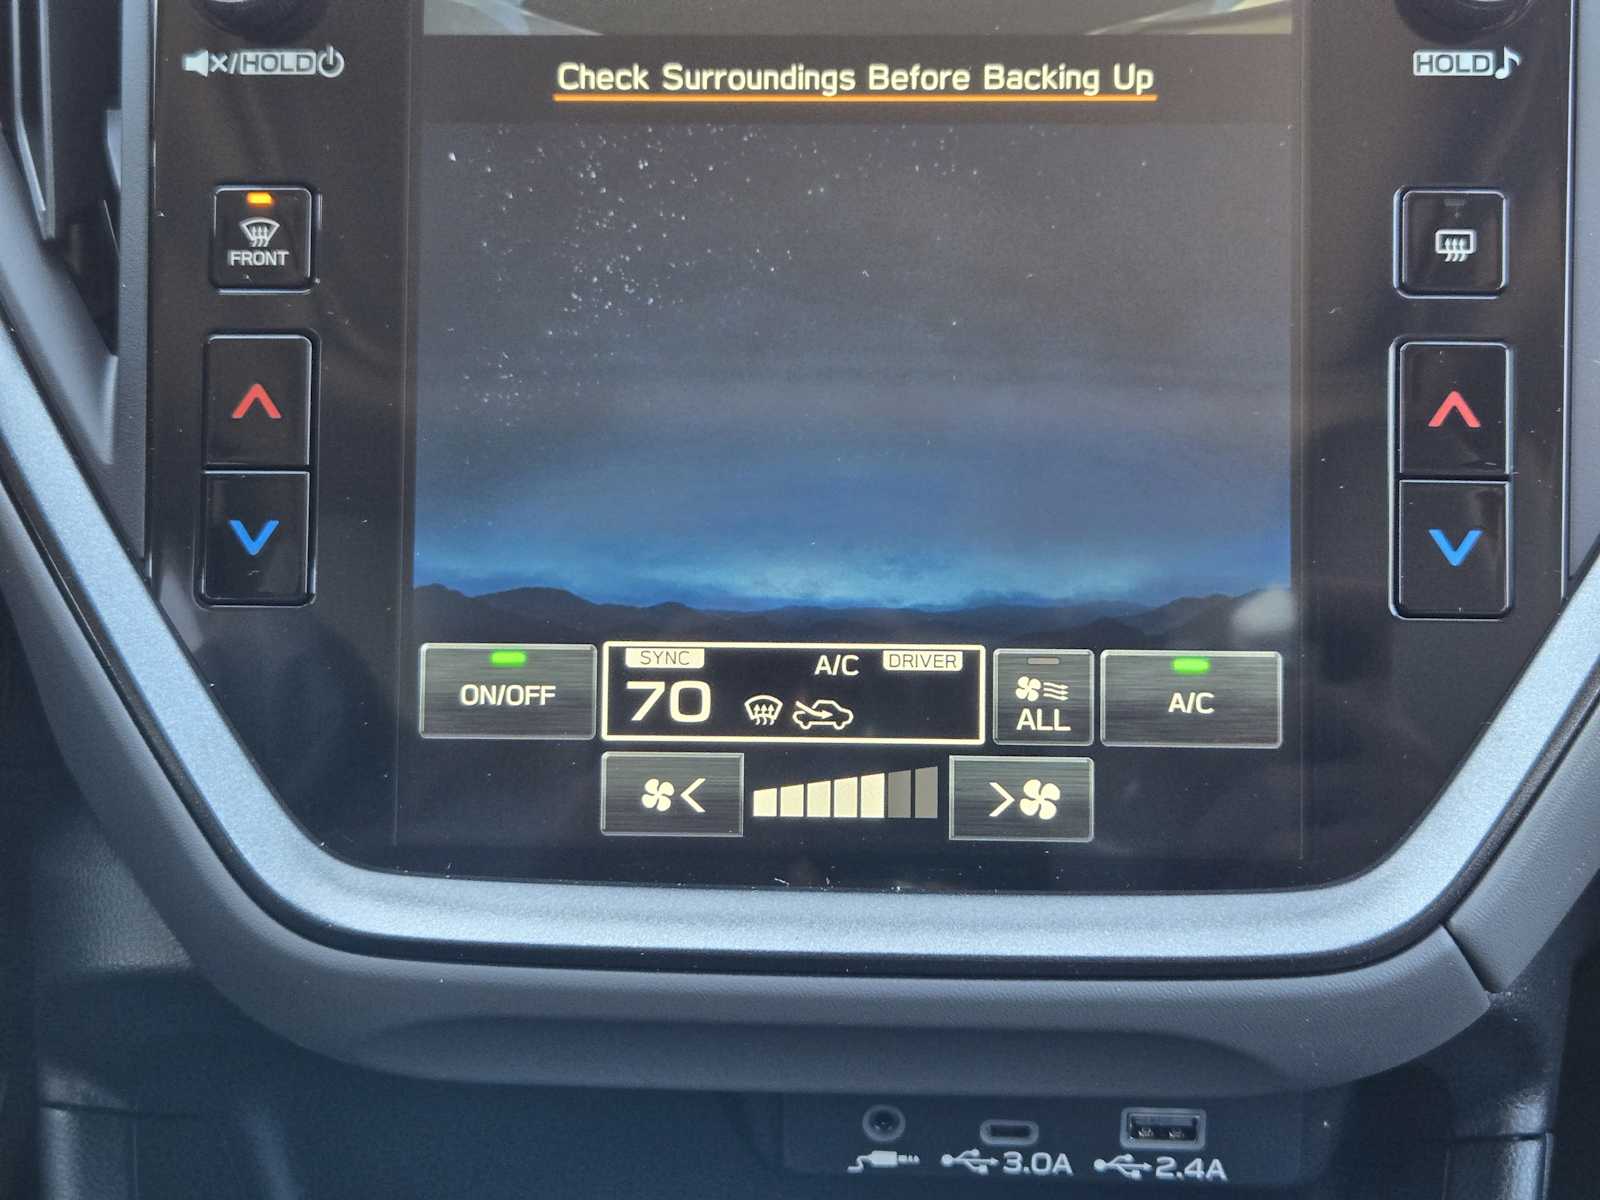 /HOLD
HOLD
Check Surroundings Before Backing Up
FRONT
ON/OFF
SYNC
70
A/C
DRIVER
ALL
A/C
3.0A
2.4A